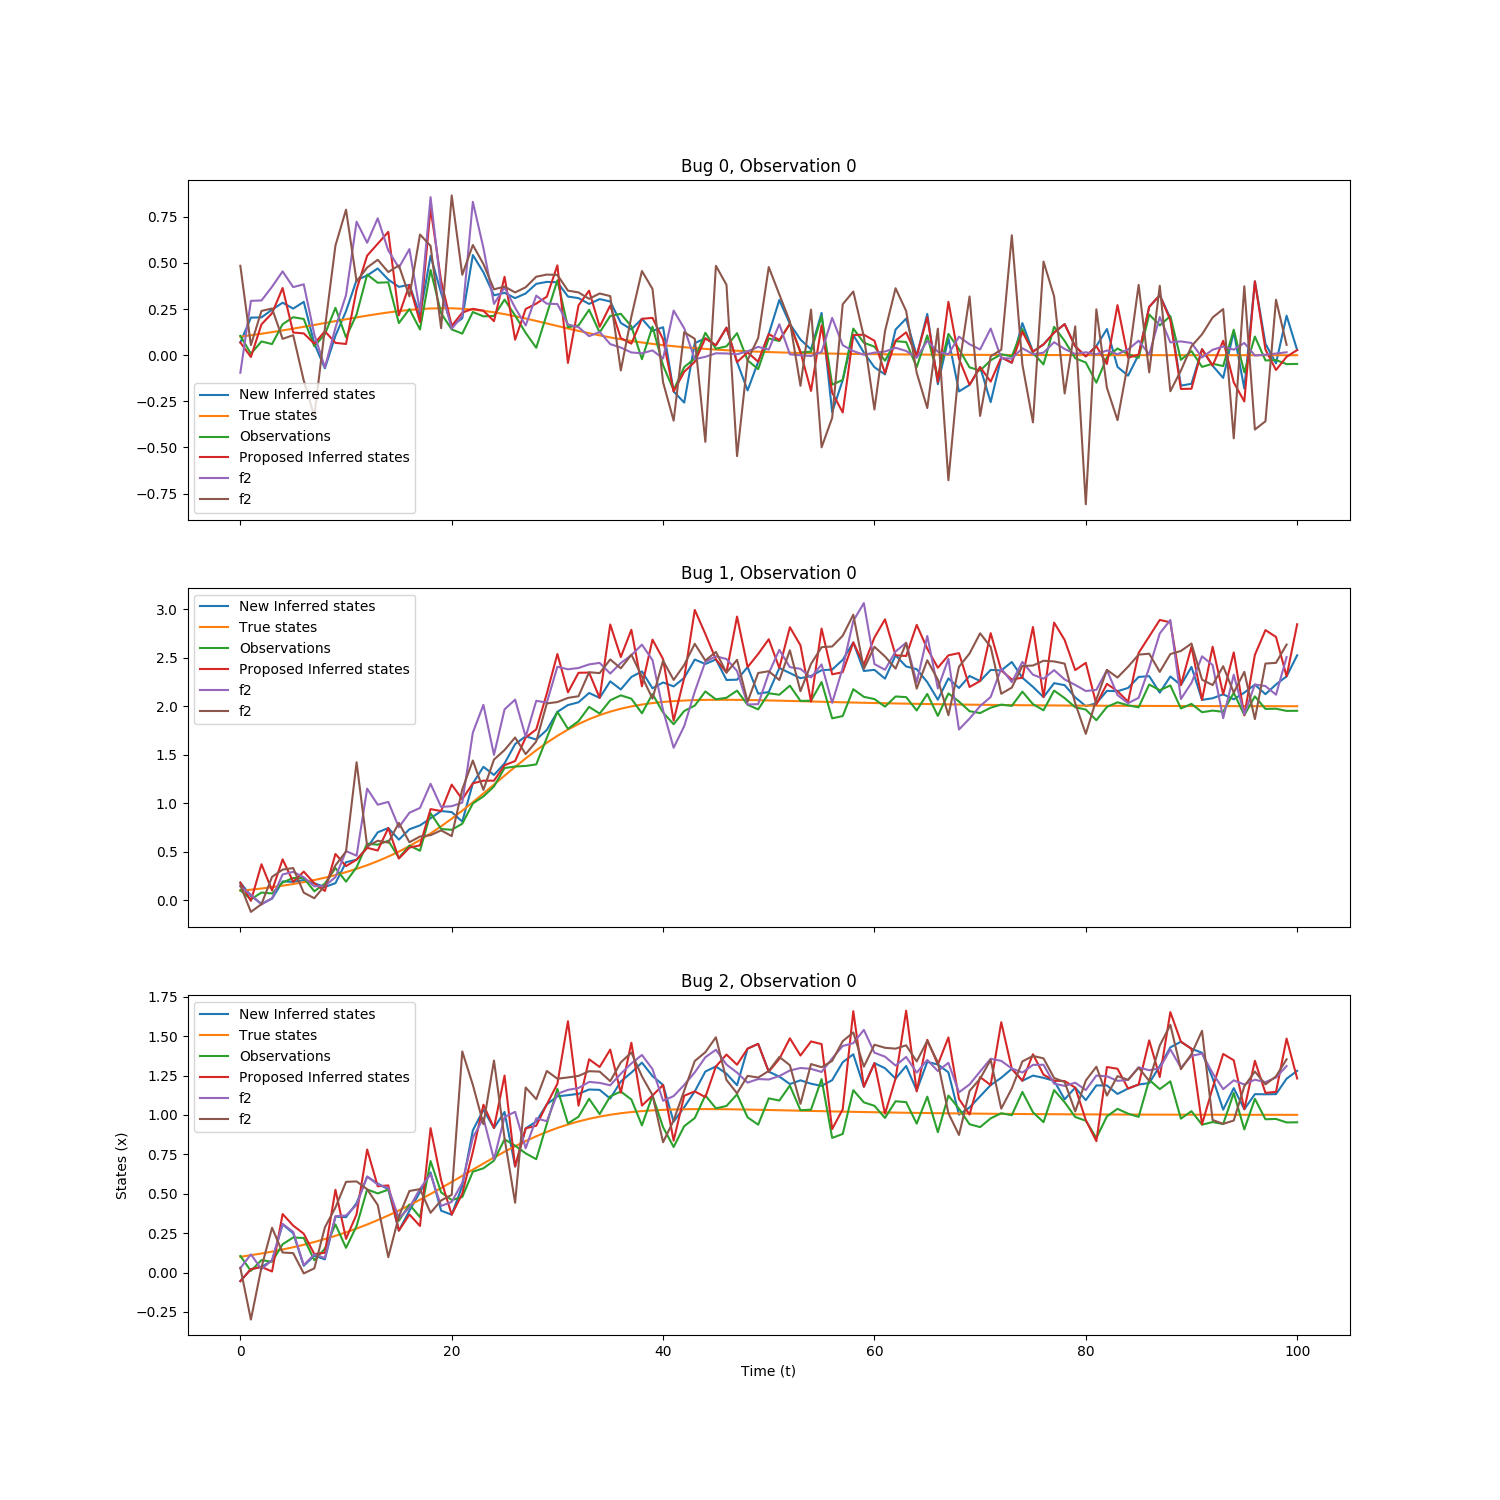 Bug 0, Observation 0
0.75
0.50
0.25
0.00
−0.25
−0.50
−0.75
New Inferred states
True states
Observations
Proposed Inferred states
f2
f2
Bug 1, Observation 0
3.0
2.5
2.0
1.5
1.0
0.5
0.0
New Inferred states
True states
Observations
Proposed Inferred states
f2
f2
Bug 2, Observation 0
1.75
1.50
1.25
1.00
0.75
0.50
0.25
0.00
−0.25
New Inferred states
True states
Observations
Proposed Inferred states
f2
f2
States (x)
0 20 40 60 80 100
Time (t)